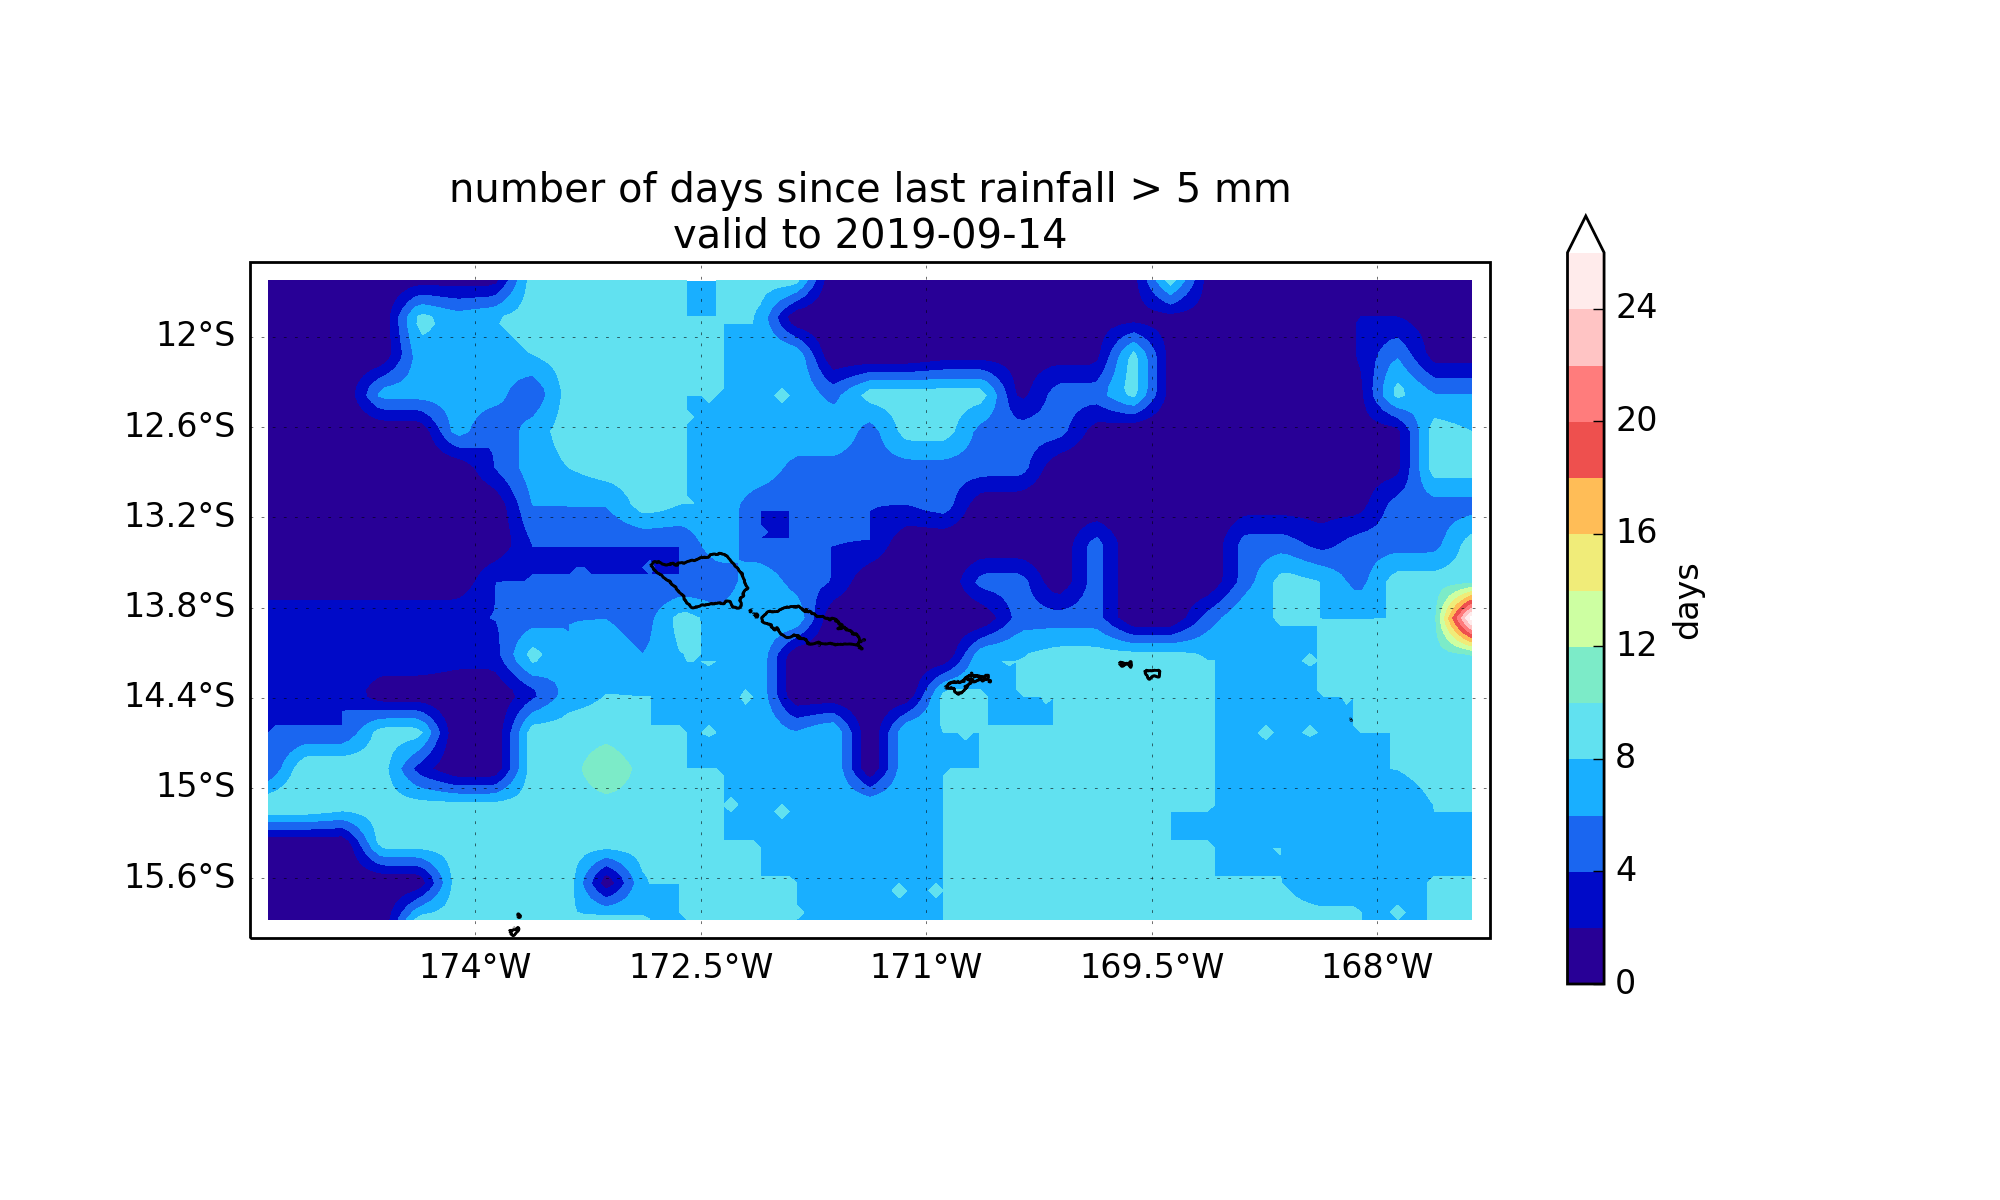 number of days since last rainfall > 5 mm
valid to 2019-09-14
12°S
12.6°S
13.2°S
13.8°S
14.4°S
15°S
15.6°S
174°W
172.5°W
171°W
169.5°W
168°W
24
20
16
12
8
4
0
days